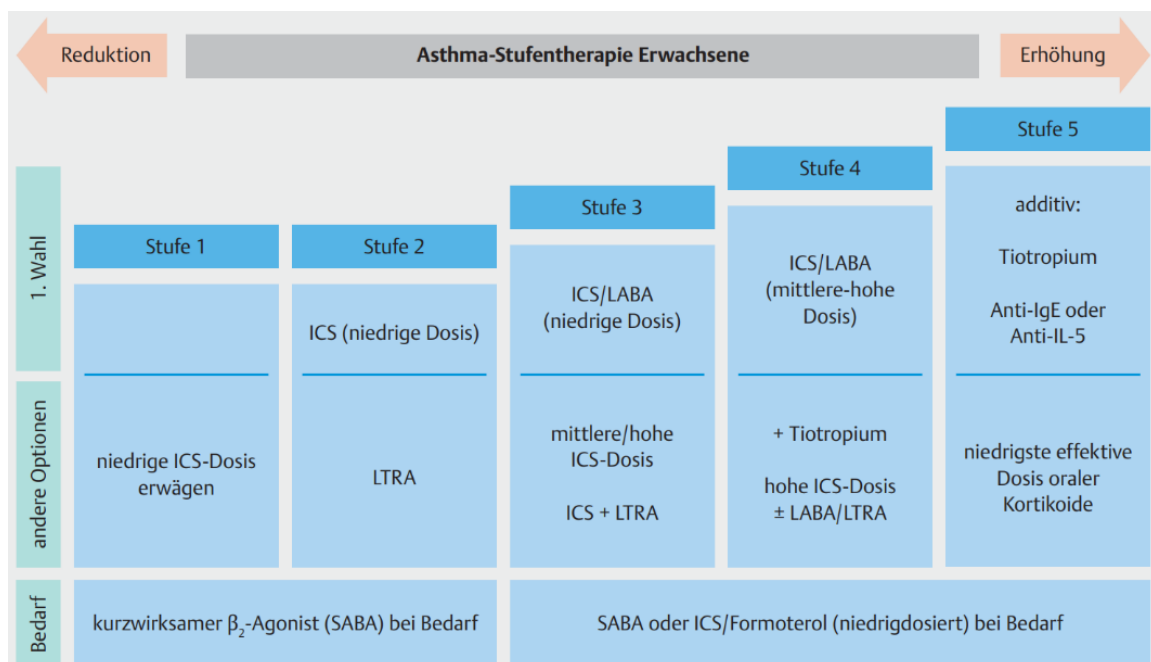 Reduktion
Asthma-Stufentherapie Erwachsene
Erhöhung
1. Wahl
Stufe 1
Stufe 2
ICS (niedrige Dosis)
Stufe 3
ICS/LABA
(niedrige Dosis)
Stufe 4
ICS/LABA
(mittlere-hohe
Dosis)
Stufe 5
additiv:
Tiotropium
Anti-IgE oder
Anti-IL-5
andere Optionen
niedrige ICS-Dosis
erwägen
LTRA
mittlere/hohe
ICS-Dosis
ICS + LTRA
+ Tiotropium
hohe ICS-Dosis
± LABA/LTRA
niedrigste effektive
Dosis oraler
Kortikoide
Bedarf
kurzwirksamer β₂-Agonist (SABA) bei Bedarf
SABA oder ICS/Formoterol (niedrigdosiert) bei Bedarf